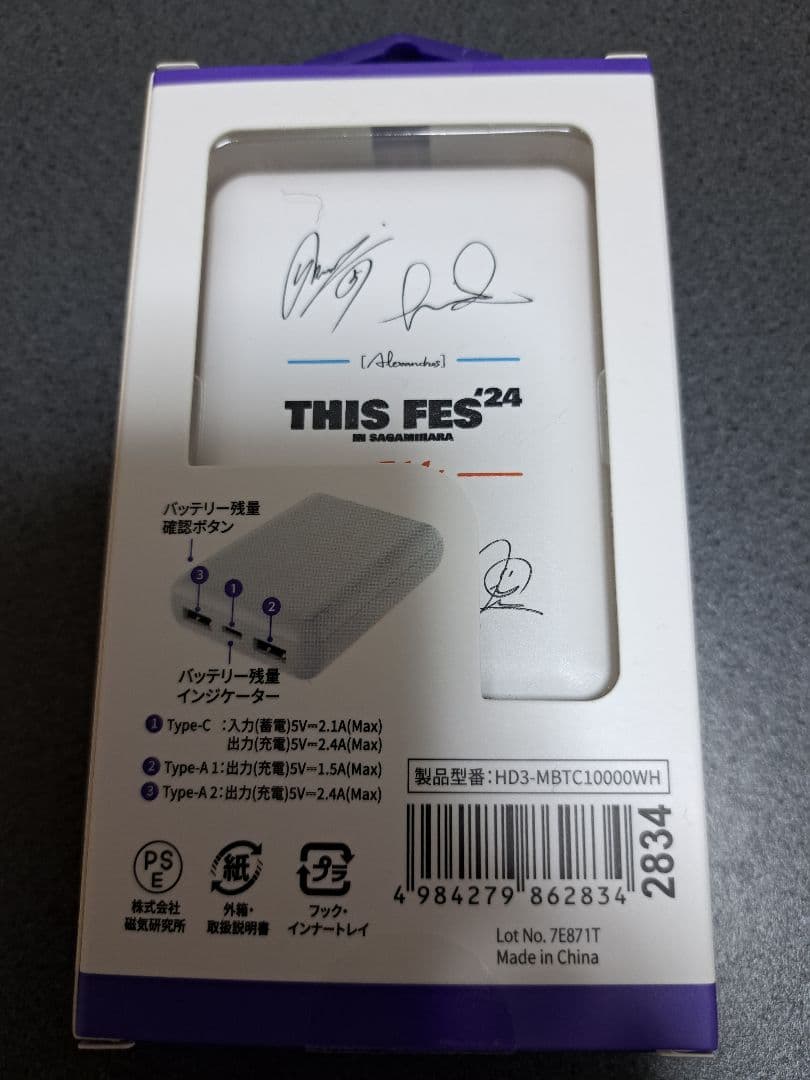 [Alexandros]
THIS FES '24
IN SAGAMIHARA
バッテリー残量
確認ボタン
3
1
2
バッテリー残量
インジケーター
1 Type-C :入力(蓄電)5V⎓2.1A(Max)
出力(充電)5V⎓2.4A(Max)
2 Type-A 1:出力(充電)5V⎓1.5A(Max)
3 Type-A 2:出力(充電)5V⎓2.4A(Max)
製品型番:HD3-MBTC10000WH
PSE
株式会社
磁気研究所
紙
外箱・
取扱説明書
プラ
フック・
インナートレイ
4 984279 862834
2834
Lot No. 7E871T
Made in China